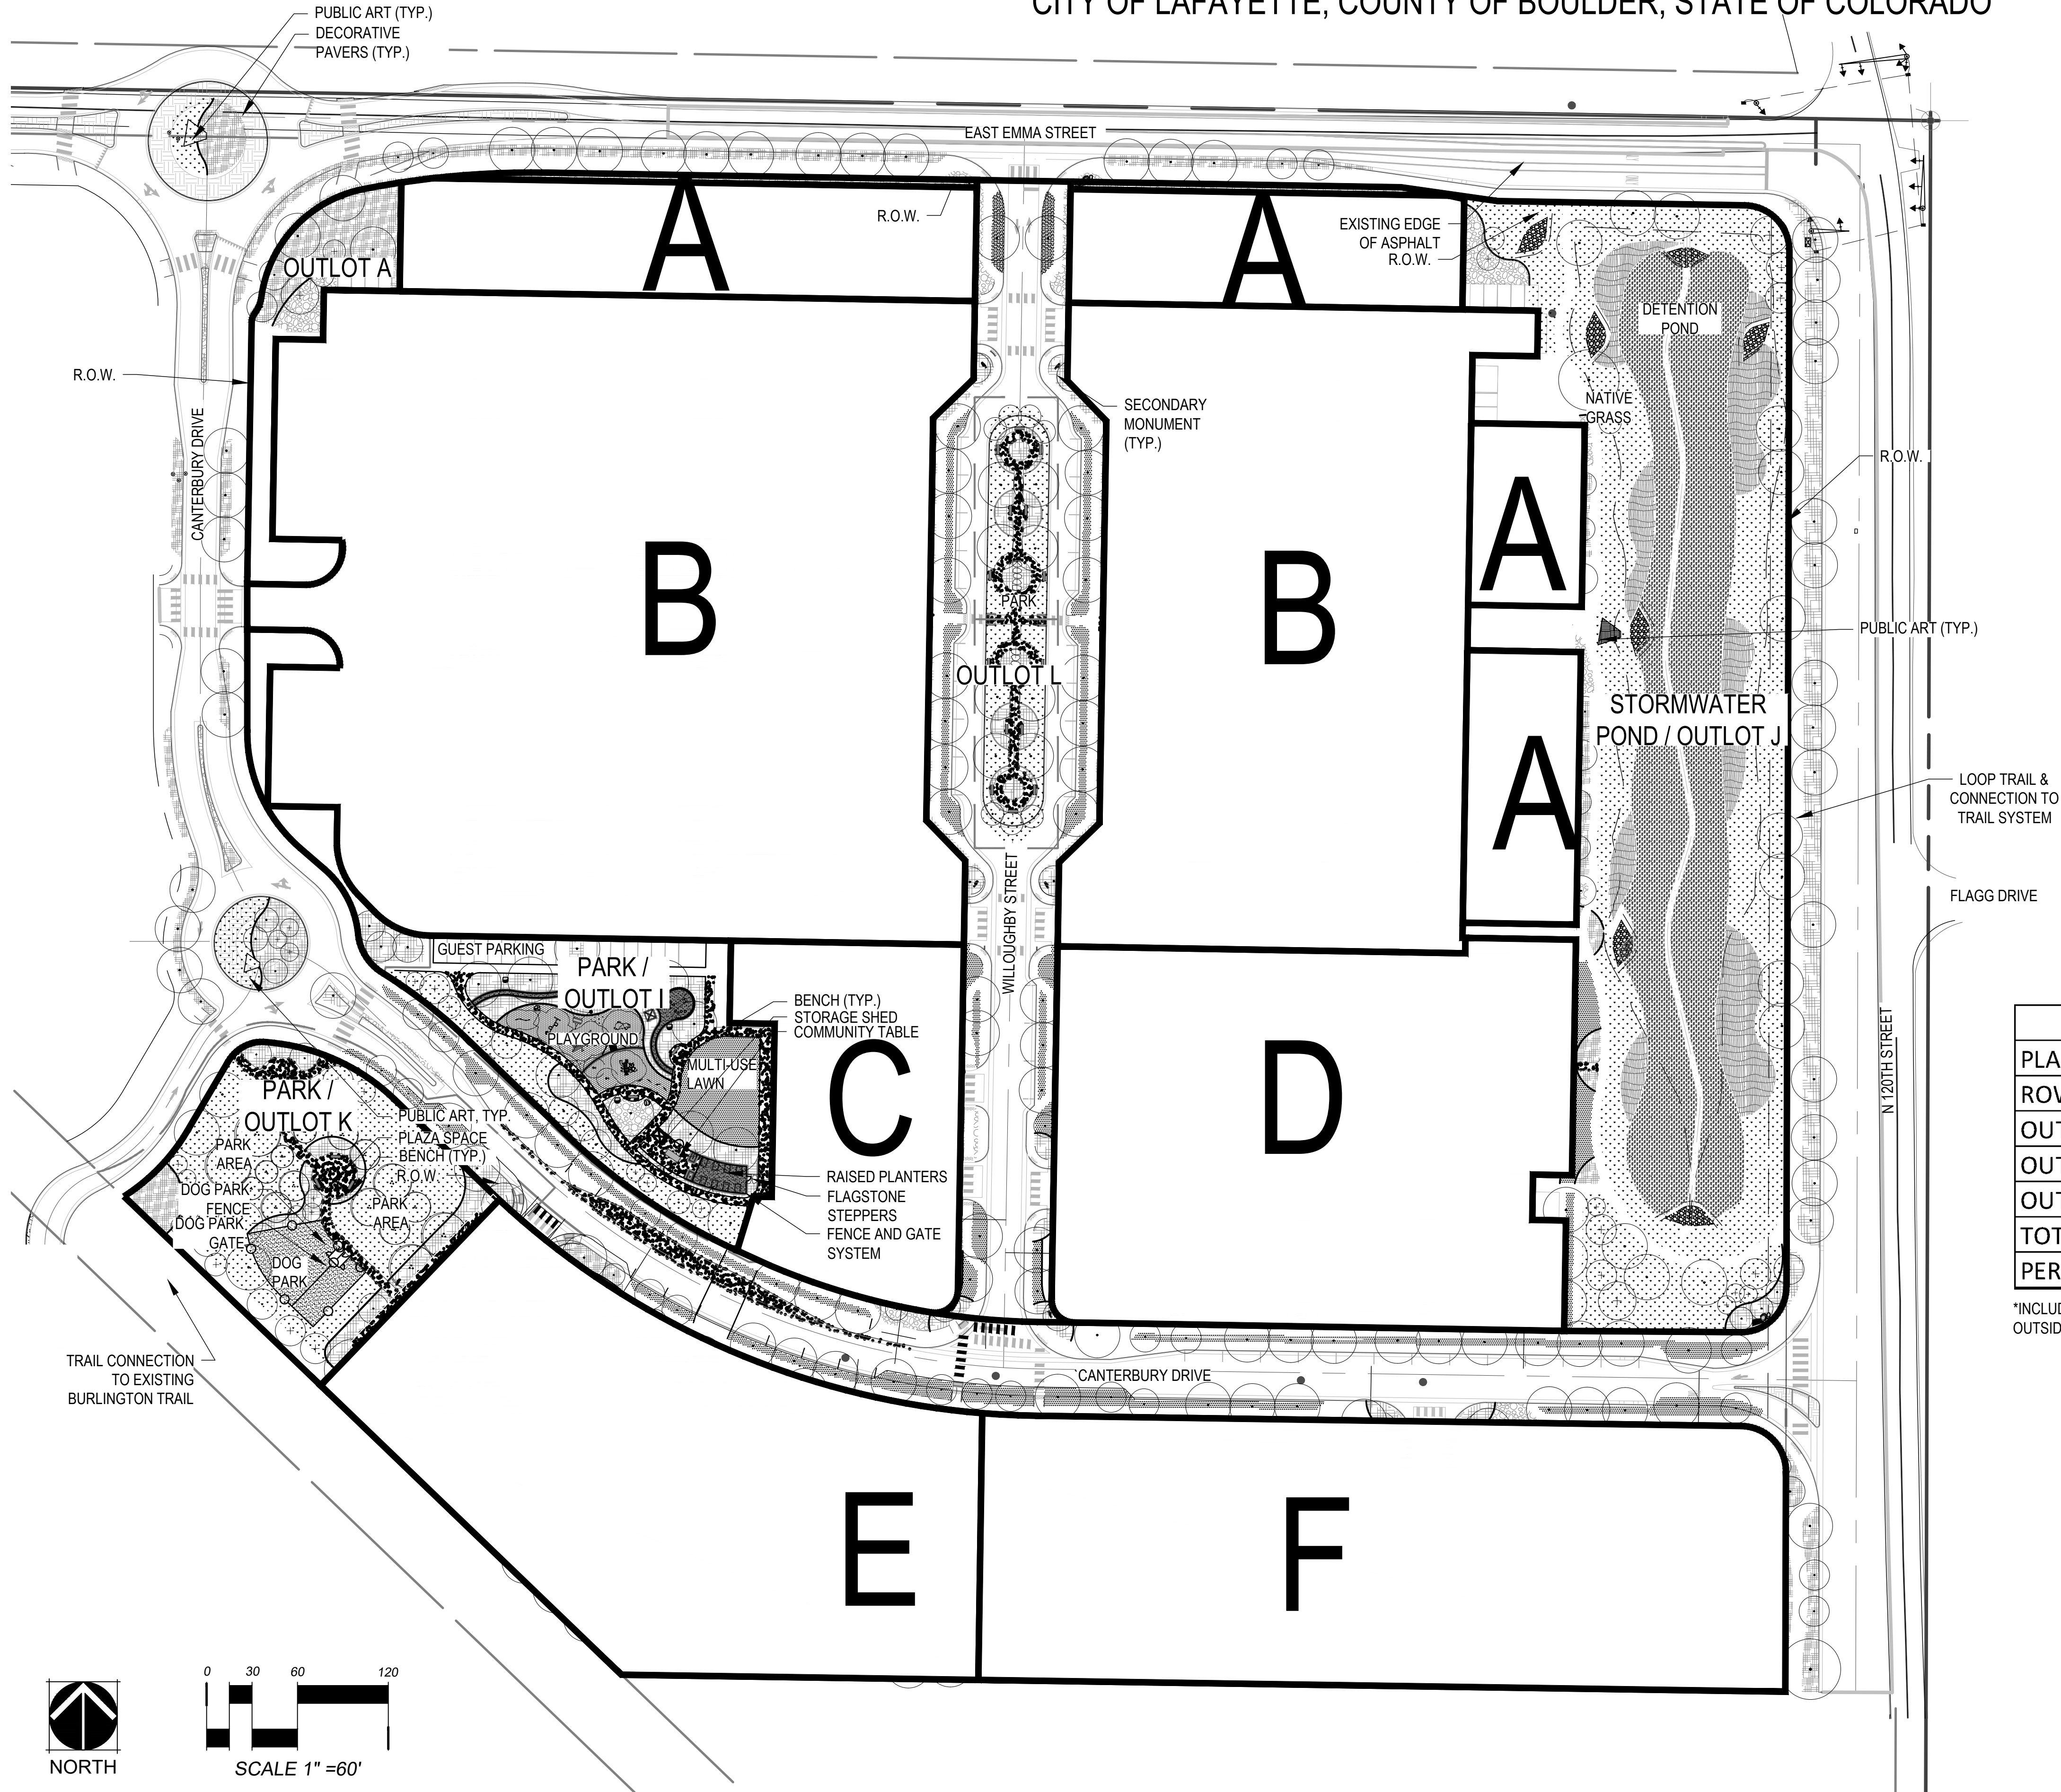 CITY OF LAFAYETTE, COUNTY OF BOULDER, STATE OF COLORADO
PUBLIC ART (TYP.)
DECORATIVE
PAVERS (TYP.)
EAST EMMA STREET
A
R.O.W.
A
EXISTING EDGE
OF ASPHALT
R.O.W.
OUTLOT A
DETENTION
POND
R.O.W.
CANTERBURY DRIVE
SECONDARY
MONUMENT
(TYP.)
NATIVE
GRASS
R.O.W.
B
B
A
PARK
OUTLOT L
PUBLIC ART (TYP.)
STORMWATER
POND / OUTLOT J
A
LOOP TRAIL &
CONNECTION TO
TRAIL SYSTEM
WILLOUGHBY STREET
FLAGG DRIVE
N 120TH STREET
GUEST PARKING
PARK /
OUTLOT I
BENCH (TYP.)
STORAGE SHED
COMMUNITY TABLE
PLAYGROUND
MULTI-USE
LAWN
C
D
PARK /
OUTLOT K
PUBLIC ART, TYP.
PLAZA SPACE
BENCH (TYP.)
R.O.W.
PARK
AREA
DOG PARK
FENCE
DOG PARK
GATE
PARK
AREA
DOG
PARK
RAISED PLANTERS
FLAGSTONE
STEPPERS
FENCE AND GATE
SYSTEM
TRAIL CONNECTION
TO EXISTING
BURLINGTON TRAIL
CANTERBURY DRIVE
E
F
PLA
ROW
OUT
OUT
OUT
TOT
PER
*INCLUD
OUTSID
0 30 60 120
SCALE 1" =60'
NORTH